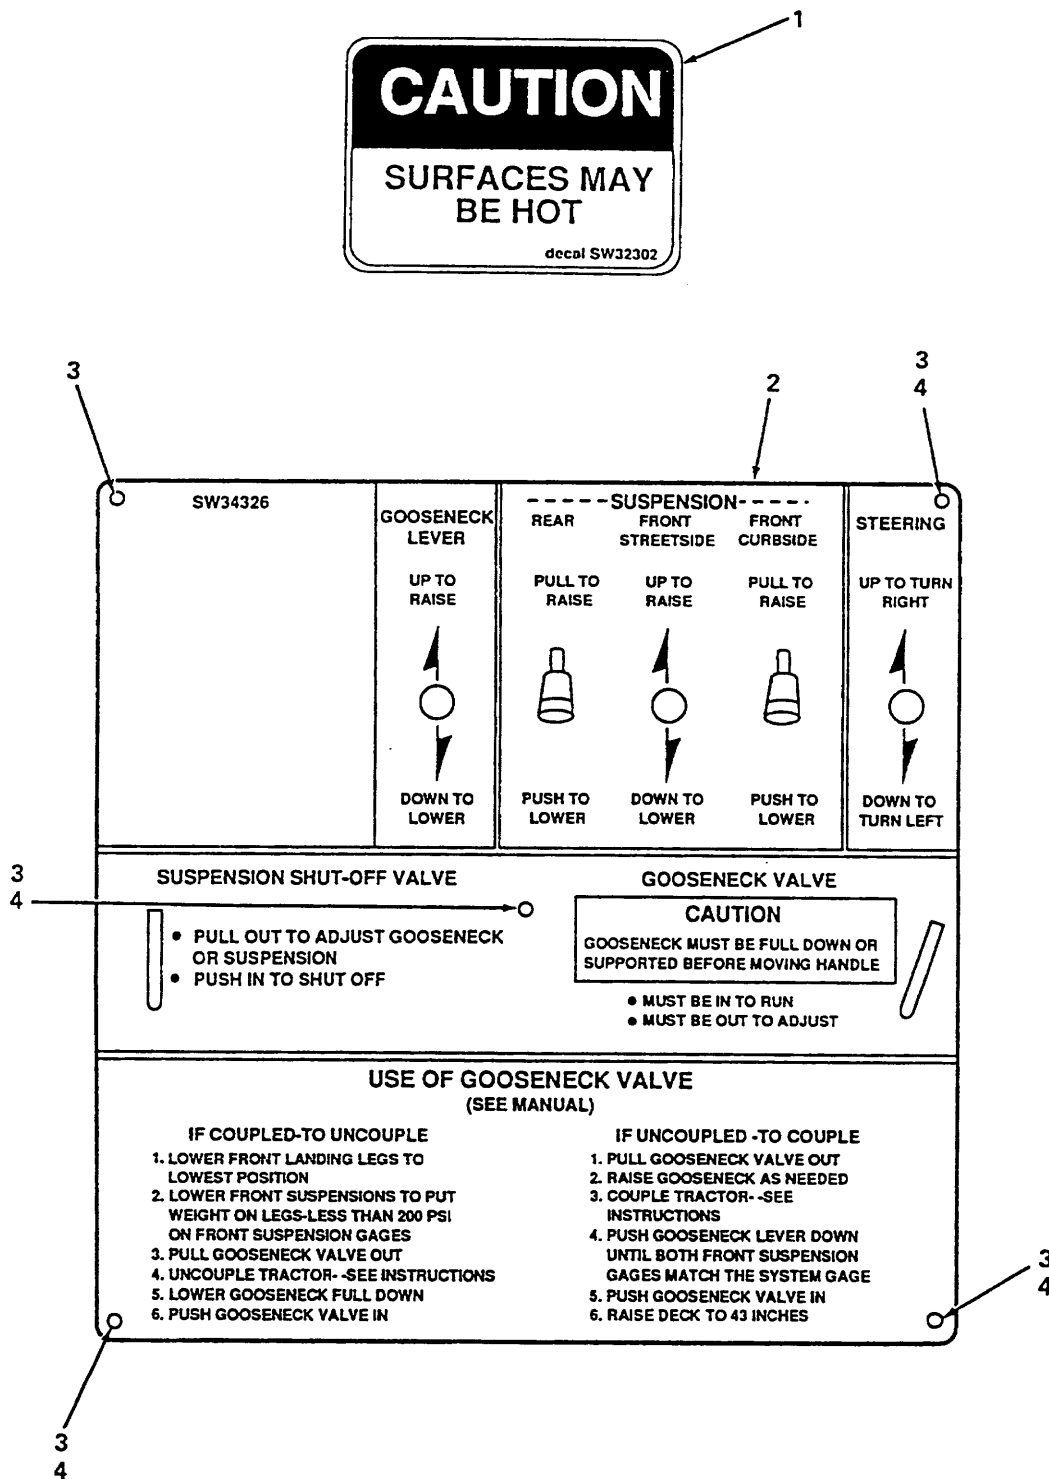 1
CAUTION
SURFACES MAY
BE HOT
decal SW32302
3
2
3
4
SW34326
GOOSENECK
LEVER
UP TO
RAISE
DOWN TO
LOWER
-----SUSPENSION-----
REAR
PULL TO
RAISE
PUSH TO
LOWER
FRONT
STREETSIDE
UP TO
RAISE
DOWN TO
LOWER
FRONT
CURBSIDE
PULL TO
RAISE
PUSH TO
LOWER
STEERING
UP TO TURN
RIGHT
DOWN TO
TURN LEFT
3
4
SUSPENSION SHUT-OFF VALVE
• PULL OUT TO ADJUST GOOSENECK
OR SUSPENSION
• PUSH IN TO SHUT OFF
GOOSENECK VALVE
CAUTION
GOOSENECK MUST BE FULL DOWN OR
SUPPORTED BEFORE MOVING HANDLE
• MUST BE IN TO RUN
• MUST BE OUT TO ADJUST
USE OF GOOSENECK VALVE
(SEE MANUAL)
IF COUPLED-TO UNCOUPLE
1. LOWER FRONT LANDING LEGS TO
LOWEST POSITION
2. LOWER FRONT SUSPENSIONS TO PUT
WEIGHT ON LEGS-LESS THAN 200 PSI
ON FRONT SUSPENSION GAGES
3. PULL GOOSENECK VALVE OUT
4. UNCOUPLE TRACTOR--SEE INSTRUCTIONS
5. LOWER GOOSENECK FULL DOWN
6. PUSH GOOSENECK VALVE IN
IF UNCOUPLED -TO COUPLE
1. PULL GOOSENECK VALVE OUT
2. RAISE GOOSENECK AS NEEDED
3. COUPLE TRACTOR--SEE
INSTRUCTIONS
4. PUSH GOOSENECK LEVER DOWN
UNTIL BOTH FRONT SUSPENSION
GAGES MATCH THE SYSTEM GAGE
5. PUSH GOOSENECK VALVE IN
6. RAISE DECK TO 43 INCHES
3
4
3
4